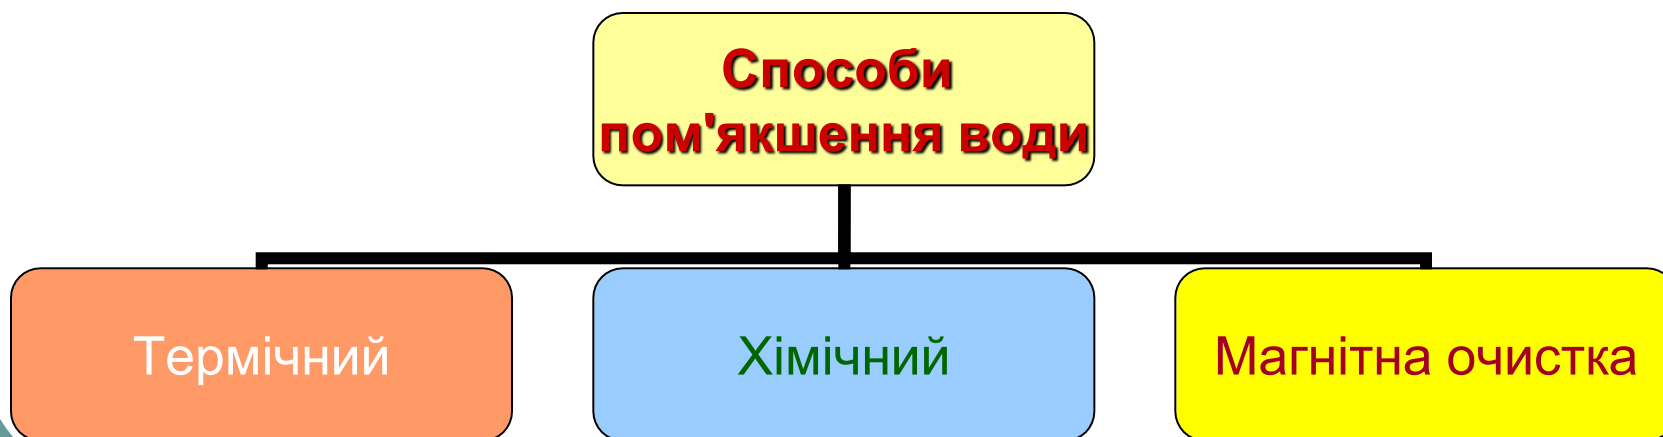 Способи
пом'якшення води
Термічний
Хімічний
Магнітна очистка